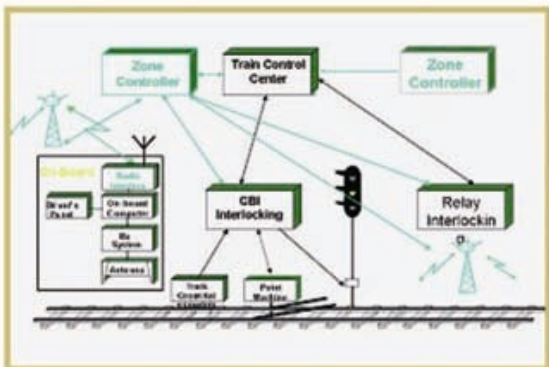 Zone
Controller
Train Control
Center
Zone
Controller
On-Board
Radio
On-board
Computer
Driver's
Panel
System
Antenna
CBI
Interlocking
Relay
Interlockin
g
Track
Point
Machine